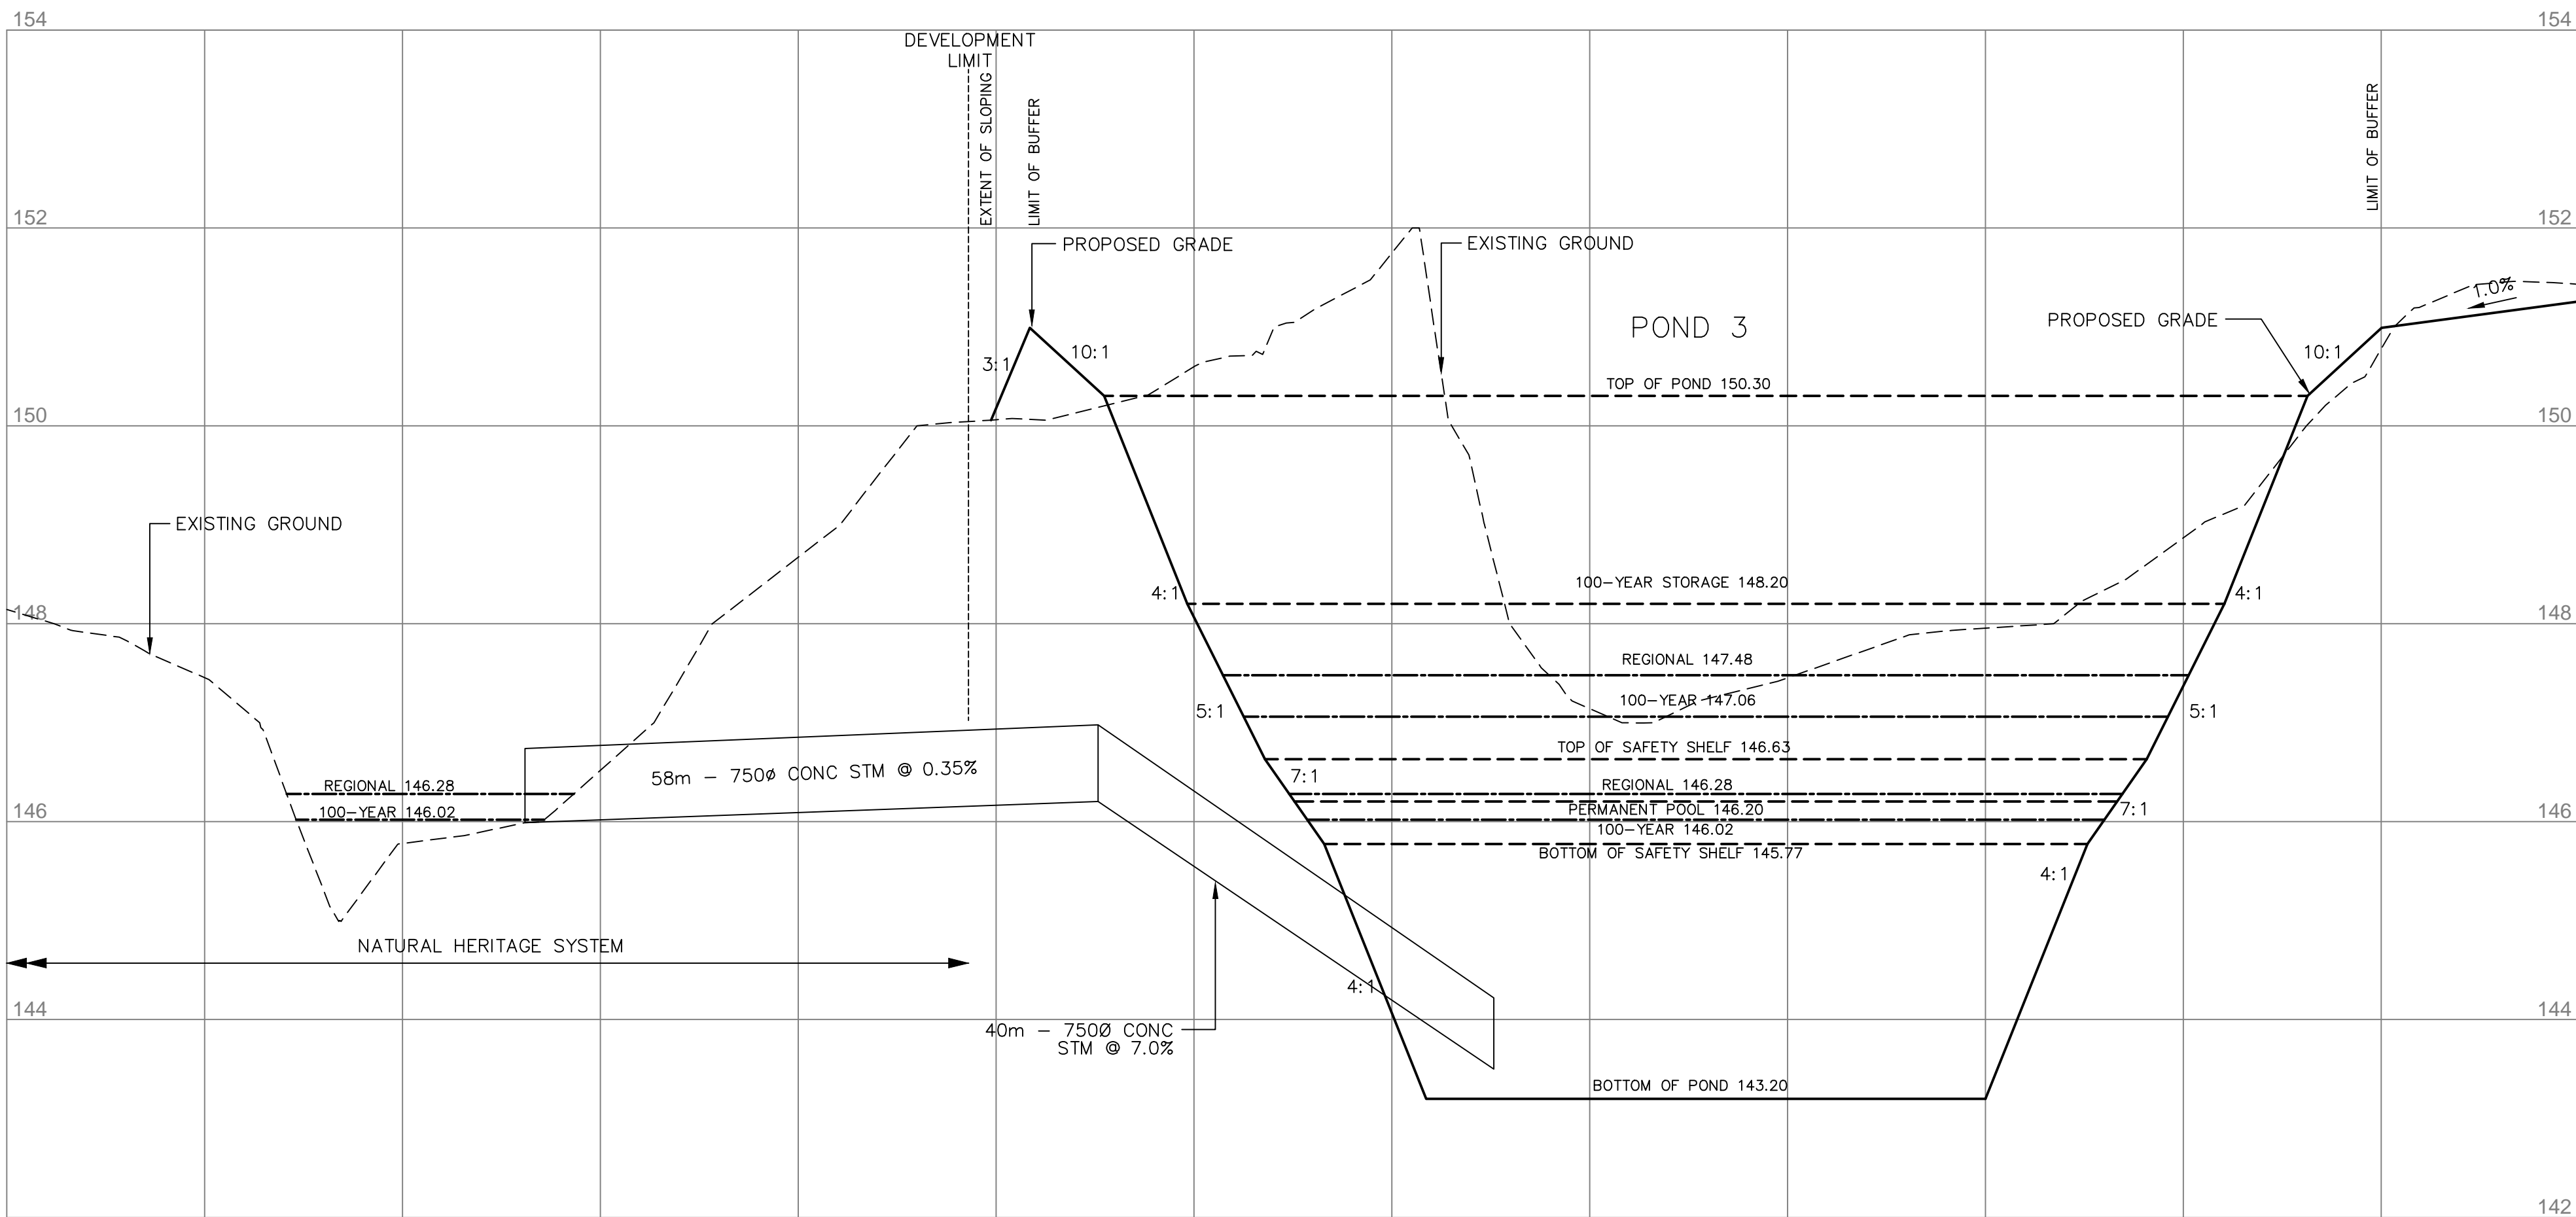 154
154
DEVELOPMENT
LIMIT
EXTENT OF SLOPING
LIMIT OF BUFFER
LIMIT OF BUFFER
152
152
PROPOSED GRADE
EXISTING GROUND
1.0%
POND 3
PROPOSED GRADE
3:1
10:1
10:1
TOP OF POND 150.30
150
150
EXISTING GROUND
100-YEAR STORAGE 148.20
4:1
4:1
148
148
REGIONAL 147.48
100-YEAR 147.06
5:1
5:1
TOP OF SAFETY SHELF 146.63
58m - 750Ø CONC STM @ 0.35%
7:1
REGIONAL 146.28
REGIONAL 146.28
100-YEAR 146.02
PERMANENT POOL 146.20
7:1
146
146
100-YEAR 146.02
BOTTOM OF SAFETY SHELF 145.77
4:1
NATURAL HERITAGE SYSTEM
4:1
144
144
40m - 750Ø CONC
STM @ 7.0%
BOTTOM OF POND 143.20
142